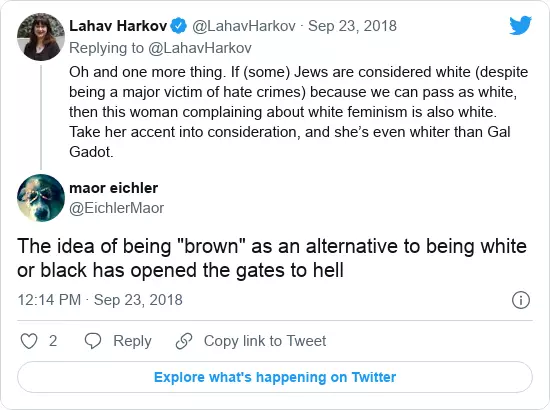 Lahav Harkov @LahavHarkov · Sep 23, 2018
Replying to @LahavHarkov
Oh and one more thing. If (some) Jews are considered white (despite
being a major victim of hate crimes) because we can pass as white,
then this woman complaining about white feminism is also white.
Take her accent into consideration, and she’s even whiter than Gal
Gadot.
maor eichler
@EichlerMaor
The idea of being "brown" as an alternative to being white
or black has opened the gates to hell
12:14 PM · Sep 23, 2018
2 Reply Copy link to Tweet
Explore what's happening on Twitter